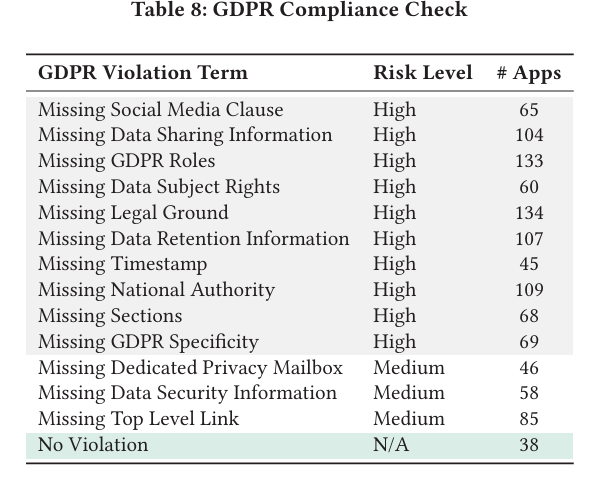 Table 8: GDPR Compliance Check
GDPR Violation Term Risk Level # Apps
Missing Social Media Clause High 65
Missing Data Sharing Information High 104
Missing GDPR Roles High 133
Missing Data Subject Rights High 60
Missing Legal Ground High 134
Missing Data Retention Information High 107
Missing Timestamp High 45
Missing National Authority High 109
Missing Sections High 68
Missing GDPR Specificity High 69
Missing Dedicated Privacy Mailbox Medium 46
Missing Data Security Information Medium 58
Missing Top Level Link Medium 85
No Violation N/A 38